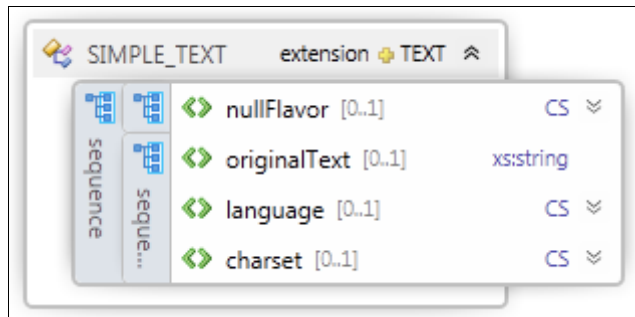 SIMPLE_TEXT extension TEXT
sequence
seque...
nullFlavor [0..1] CS
originalText [0..1] xs:string
language [0..1] CS
charset [0..1] CS